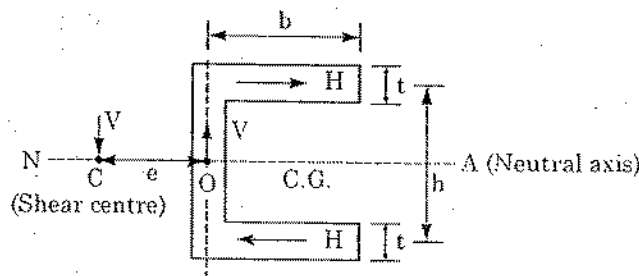 b
H t
V V
N C e O C.G. A (Neutral axis)
h
(Shear centre)
H t